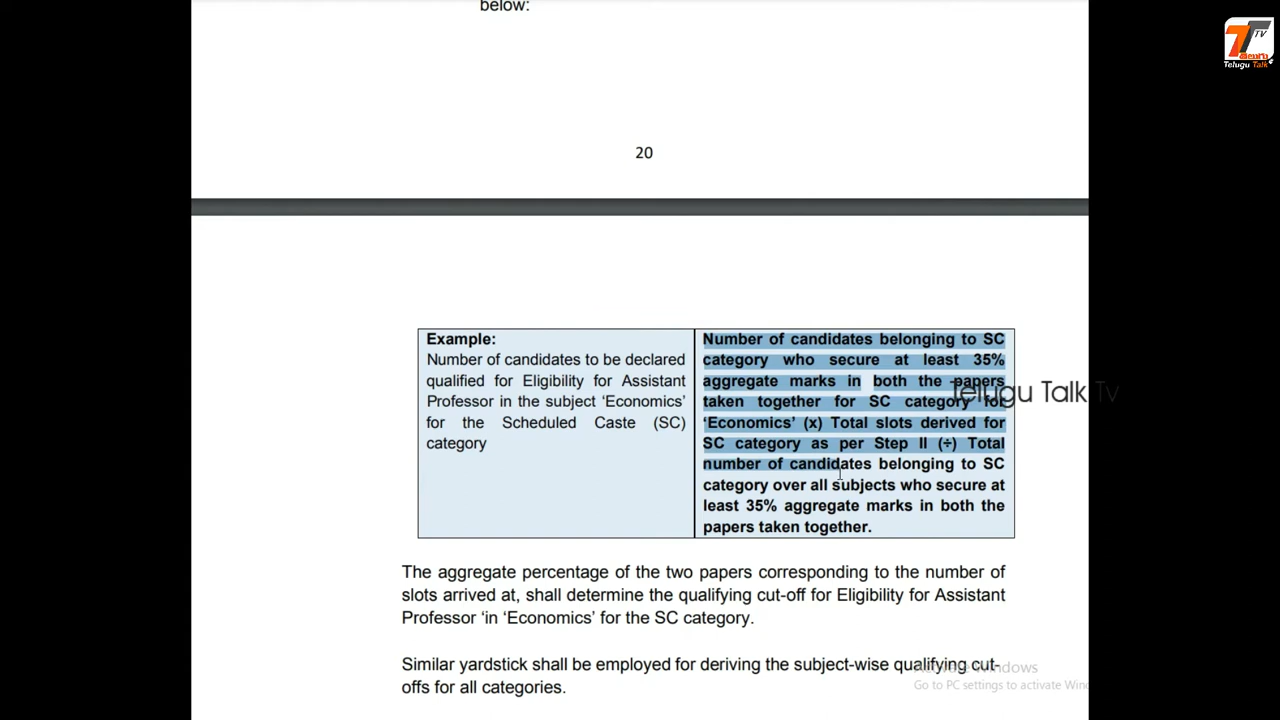 below:
TV
తెలుగు
Telugu Talk
20
Example:
Number of candidates to be declared
qualified for Eligibility for Assistant
Professor in the subject ‘Economics’
for the Scheduled Caste (SC)
category
Number of candidates belonging to SC
category who secure at least 35%
aggregate marks in both the papers
taken together for SC category for
‘Economics’ (x) Total slots derived for
SC category as per Step II (÷) Total
number of candidates belonging to SC
category over all subjects who secure at
least 35% aggregate marks in both the
papers taken together.
Telugu Talk Tv
The aggregate percentage of the two papers corresponding to the number of
slots arrived at, shall determine the qualifying cut-off for Eligibility for Assistant
Professor ‘in ‘Economics’ for the SC category.
Similar yardstick shall be employed for deriving the subject-wise qualifying cut-
offs for all categories.
Activate Windows
Go to PC settings to activate Win